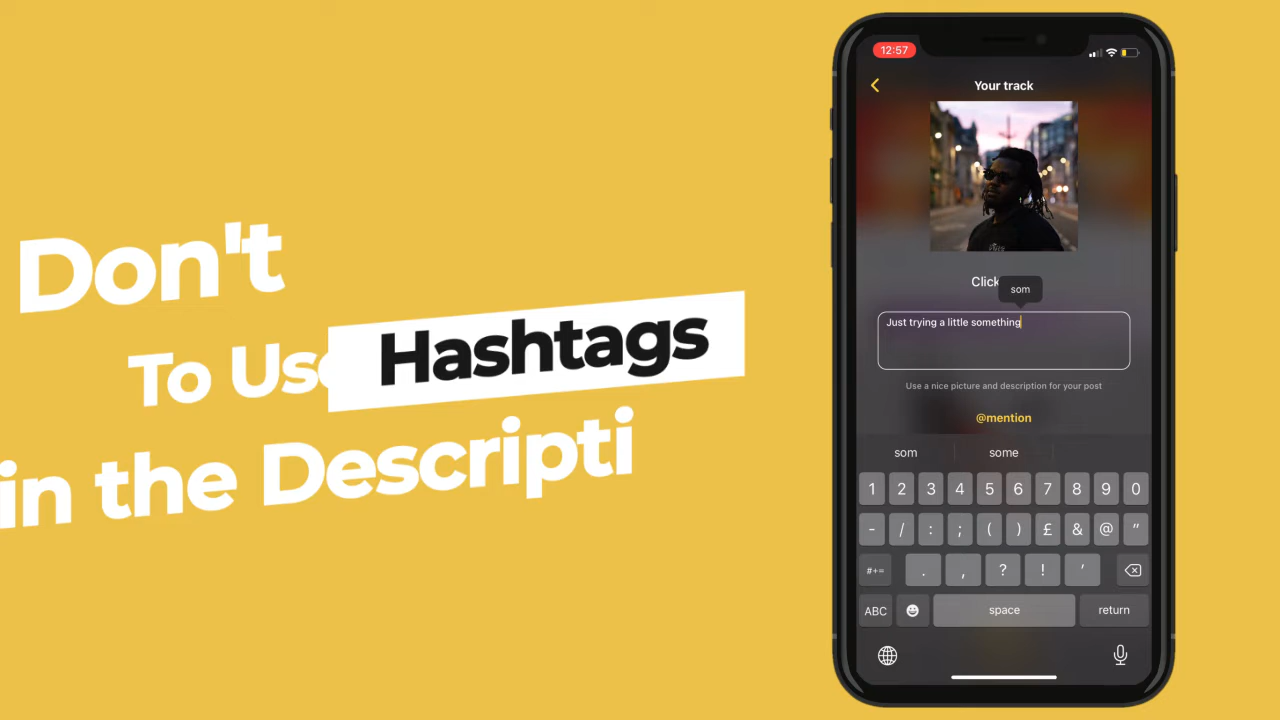 Don't
To Us
Hashtags
in the Descripti
12:57
Your track
Click
som
Just trying a little something
Use a nice picture and description for your post
@mention
som some
1 2 3 4 5 6 7 8 9 0
- / : ; ( ) £ & @ "
#+= . , ? ! '
ABC space return